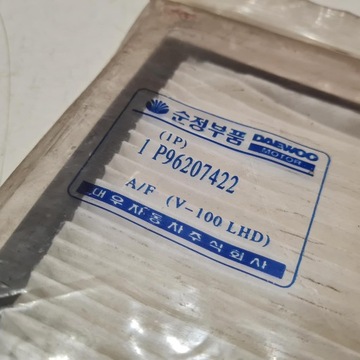 순정부품 DAEWOO MOTOR
(1P)
1 P96207422
A/F (V-100 LHD)
대우자동차주식회사